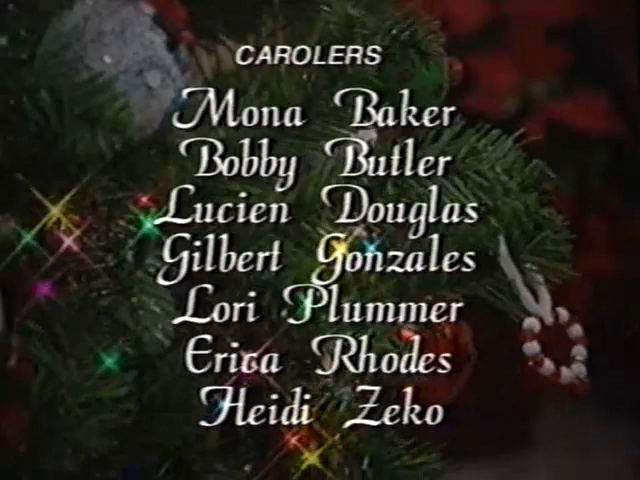 CAROLERS
Mona Baker
Bobby Butler
Lucien Douglas
Gilbert Gonzales
Lori Plummer
Erica Rhodes
Heidi Zeko